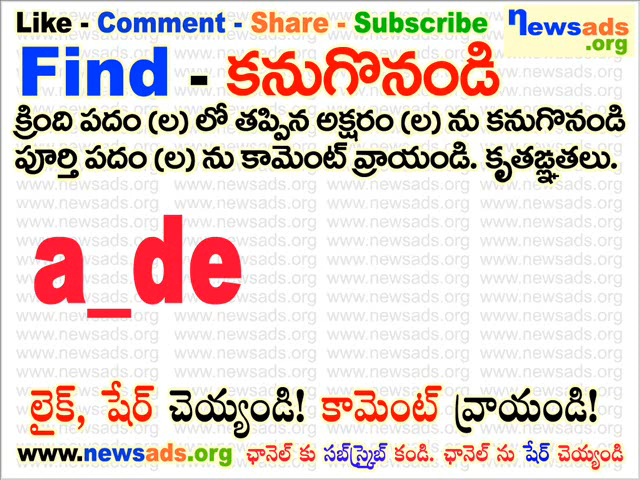 Like - Comment - Share - Subscribe
newsads
.org
Find - కనుగొనండి
క్రింది పదం (ల) లో తప్పిన అక్షరం (ల) ను కనుగొనండి
పూర్తి పదం (ల) ను కామెంట్ వ్రాయండి. కృతఙ్ఞతలు.
a_de
లైక్, షేర్ చెయ్యండి! కామెంట్ వ్రాయండి!
www.newsads.org ఛానెల్ కు సబ్‌స్క్రైబ్ కండి. ఛానెల్ ను షేర్ చెయ్యండి